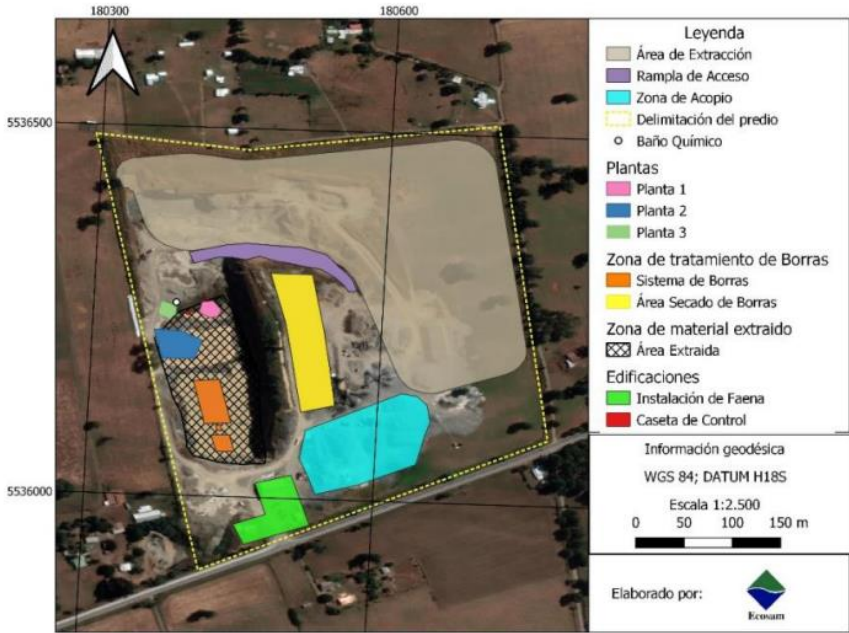 180300
180600
5536500
5536000
Leyenda
Área de Extracción
Rampla de Acceso
Zona de Acopio
Delimitación del predio
Baño Químico
Plantas
Planta 1
Planta 2
Planta 3
Zona de tratamiento de Borras
Sistema de Borras
Área Secado de Borras
Zona de material extraido
Área Extraida
Edificaciones
Instalación de Faena
Caseta de Control
Información geodésica
WGS 84; DATUM H18S
Escala 1:2.500
0 50 100 150 m
Elaborado por:
Ecosam